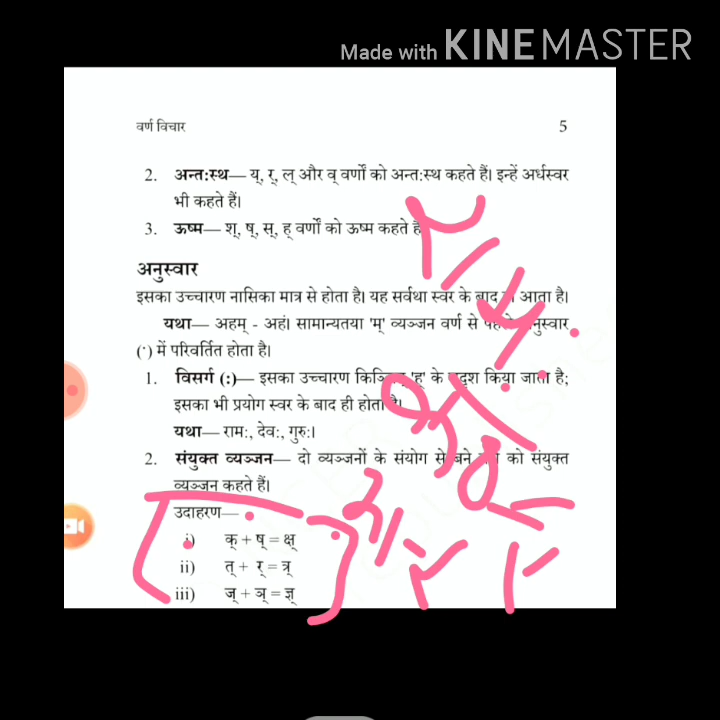 Made with KINEMASTER
वर्ण विचार 5
2. अन्त:स्थ— य्, र्, ल् और व् वर्णों को अन्त:स्थ कहते हैं। इन्हें अर्धस्वर
भी कहते हैं।
3. ऊष्म— श्, ष्, स्, ह् वर्णों को ऊष्म कहते
अनुस्वार
इसका उच्चारण नासिका मात्र से होता है। यह सर्वथा स्वर के बाद आता है।
यथा— अहम् - अहं। सामान्यतया 'म्' व्यञ्जन वर्ण से
(ं) में परिवर्तित होता है।
1. विसर्ग (:)— इसका उच्चारण 'ह्' के किया जाता है;
इसका भी प्रयोग स्वर के बाद ही होता है।
यथा— राम:, देव:, गुरु:।
2. संयुक्त व्यञ्जन— दो व्यञ्जनों के संयोग से बने को संयुक्त
व्यञ्जन कहते हैं।
उदाहरण—
i) क् + ष् = क्ष्
ii) त् + र् = त्र्
iii) ज् + ञ् = ज्ञ्